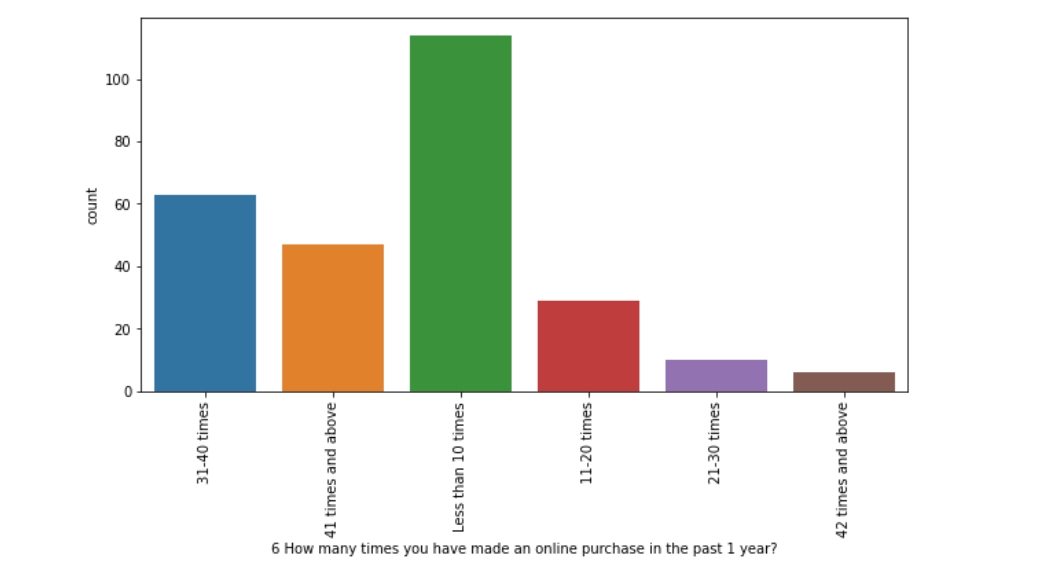 100
80
60
40
20
0
count
31-40 times
41 times and above
Less than 10 times
11-20 times
21-30 times
42 times and above
6 How many times you have made an online purchase in the past 1 year?